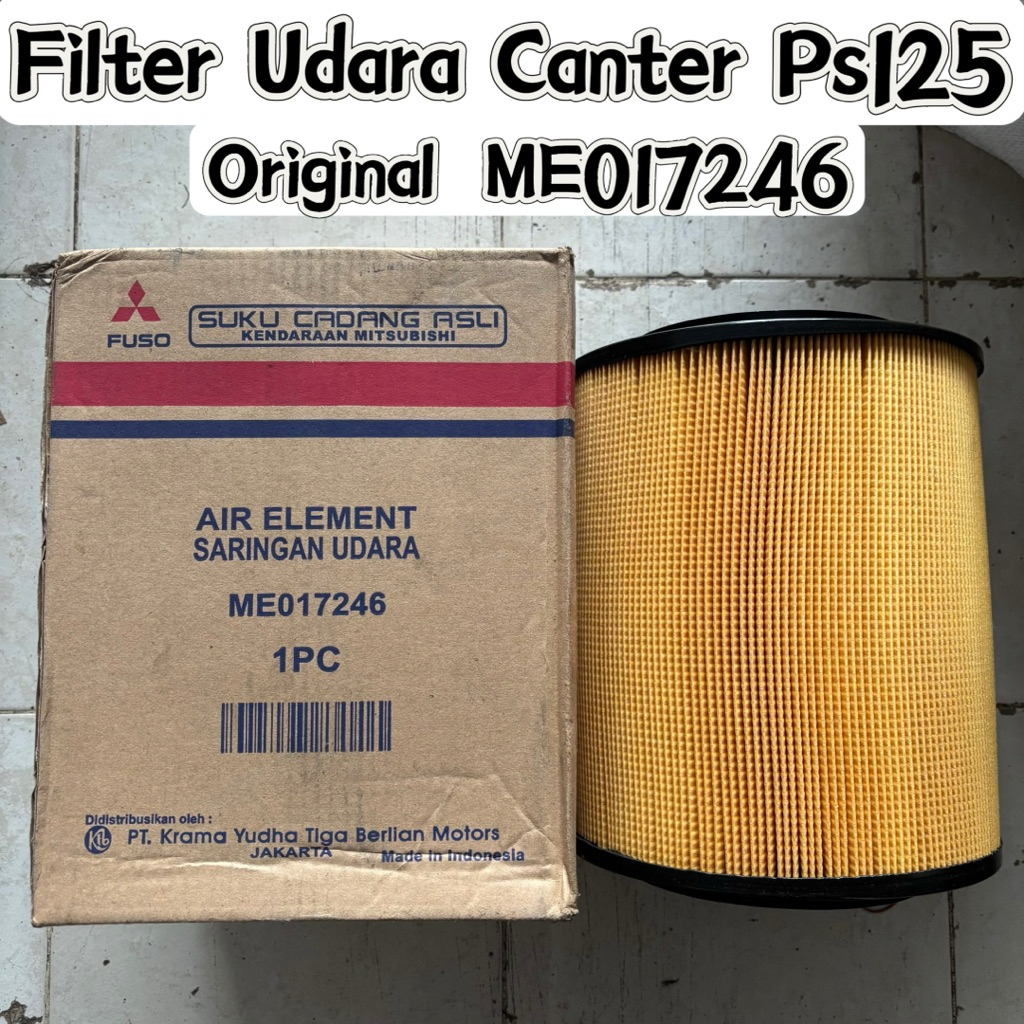 Filter Udara Canter Ps125
Original ME017246
FUSO
SUKU CADANG ASLI
KENDARAAN MITSUBISHI
AIR ELEMENT
SARINGAN UDARA
ME017246
1PC
Didistribusikan oleh :
PT. Krama Yudha Tiga Berlian Motors
JAKARTA
Made in Indonesia